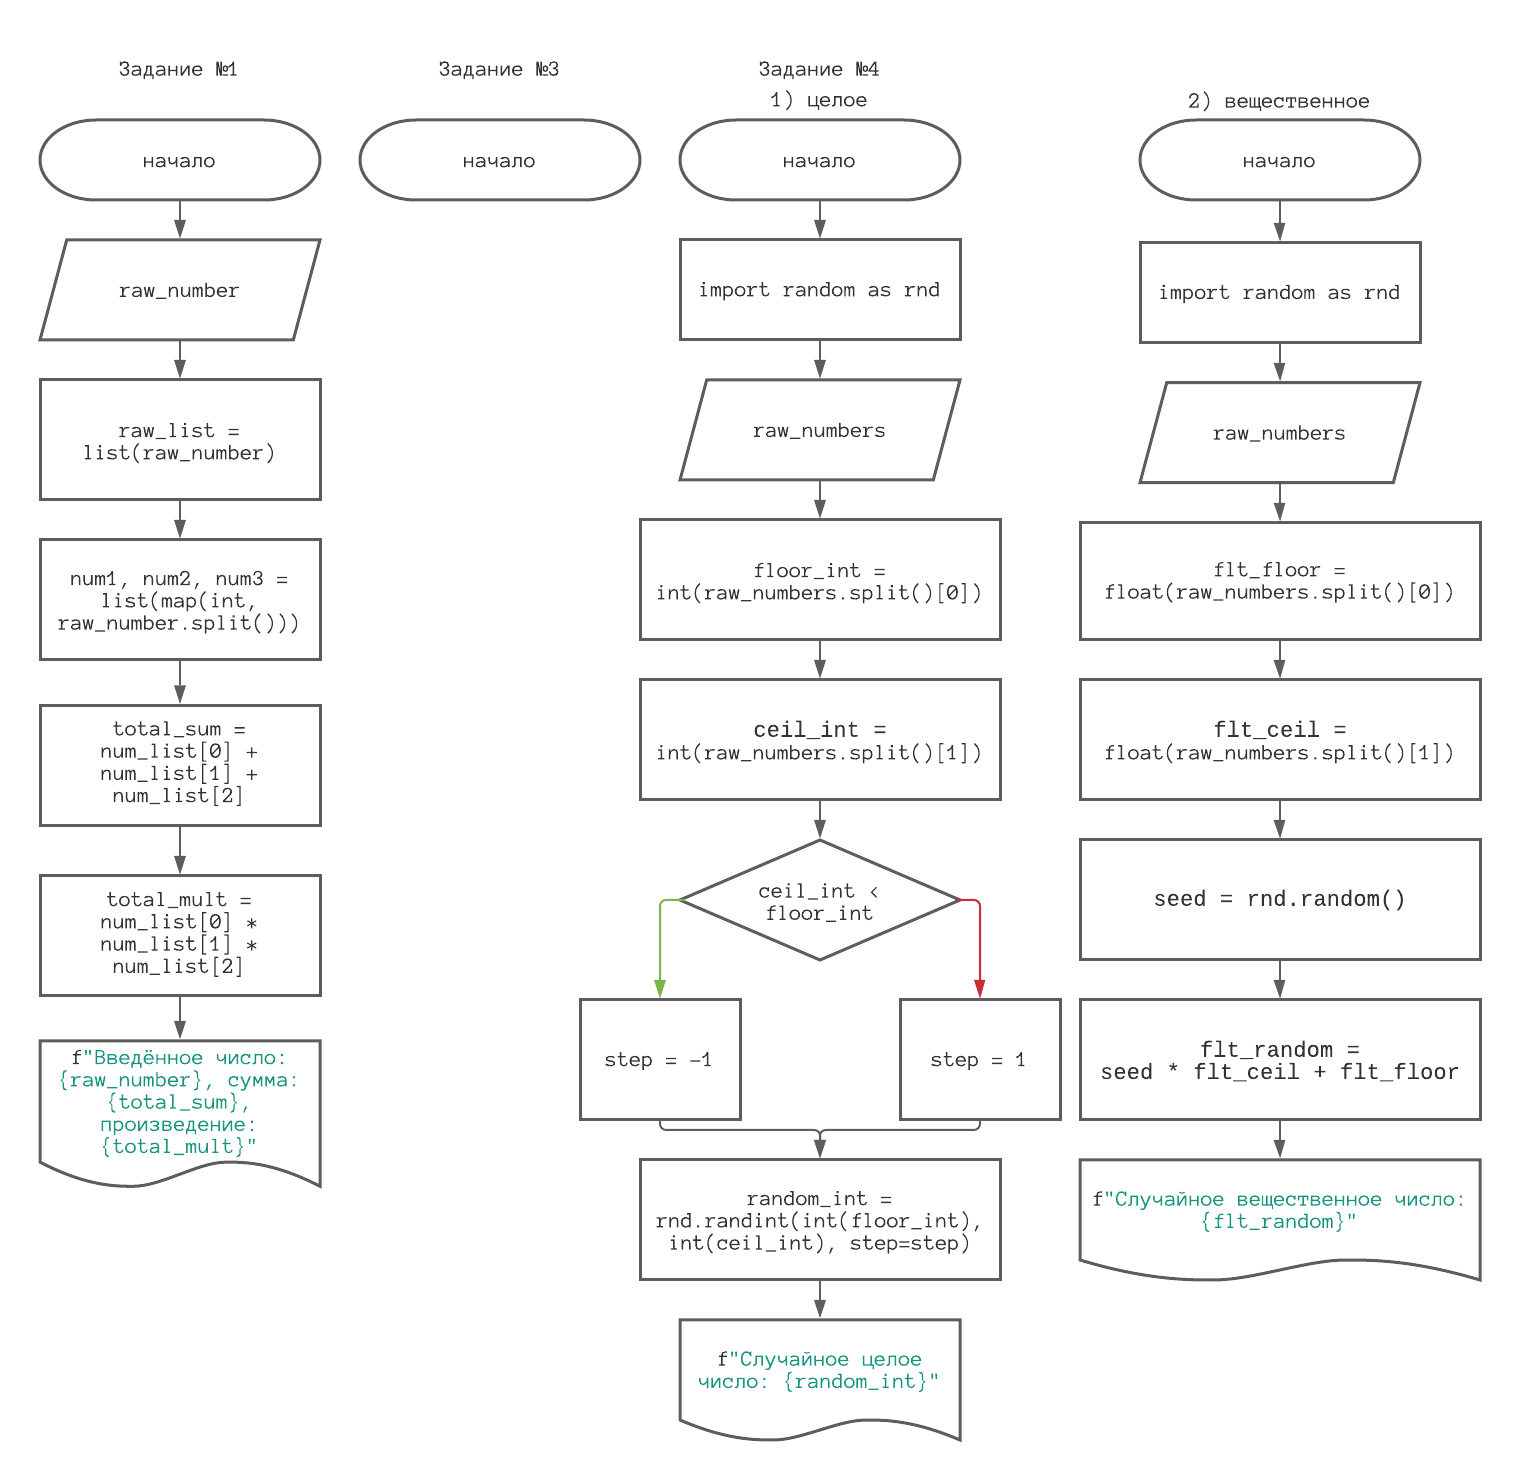 Задание №1
начало
raw_number
raw_list =
list(raw_number)
num1, num2, num3 =
list(map(int,
raw_number.split()))
total_sum =
num_list[0] +
num_list[1] +
num_list[2]
total_mult =
num_list[0] *
num_list[1] *
num_list[2]
f"Введённое число:
{raw_number}, сумма:
{total_sum},
произведение:
{total_mult}"
Задание №3
начало
Задание №4
1) целое
начало
import random as rnd
raw_numbers
floor_int =
int(raw_numbers.split()[0])
ceil_int =
int(raw_numbers.split()[1])
ceil_int <
floor_int
step = -1
step = 1
random_int =
rnd.randint(int(floor_int),
int(ceil_int), step=step)
f"Случайное целое
число: {random_int}"
2) вещественное
начало
import random as rnd
raw_numbers
flt_floor =
float(raw_numbers.split()[0])
flt_ceil =
float(raw_numbers.split()[1])
seed = rnd.random()
flt_random =
seed * flt_ceil + flt_floor
f"Случайное вещественное число:
{flt_random}"